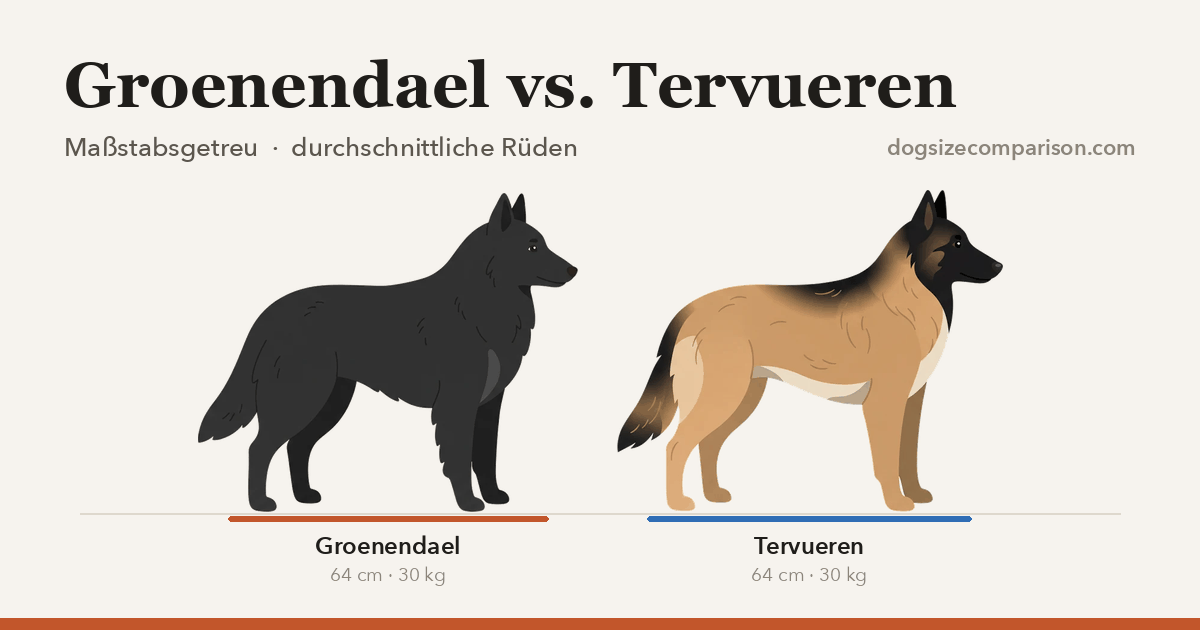 Groenendael vs. Tervueren
Maßstabsgetreu · durchschnittliche Rüden
dogsizecomparison.com
Groenendael
64 cm · 30 kg
Tervueren
64 cm · 30 kg